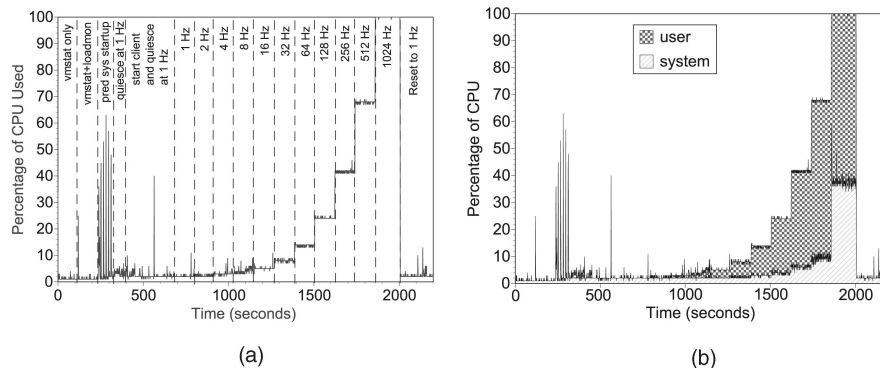 Percentage of CPU Used
100
90
80
70
60
50
40
30
20
10
0
vmstat only
vmstat+loadmon
pred sys startup
quiesce at 1 Hz
start client
and quiesce
at 1 Hz
1 Hz
2 Hz
4 Hz
8 Hz
16 Hz
32 Hz
64 Hz
128 Hz
256 Hz
512 Hz
1024 Hz
Reset to 1 Hz
0
500
1000
1500
2000
Time (seconds)
(a)
Percentage of CPU
100
90
80
70
60
50
40
30
20
10
0
user
system
0
500
1000
1500
2000
Time (seconds)
(b)